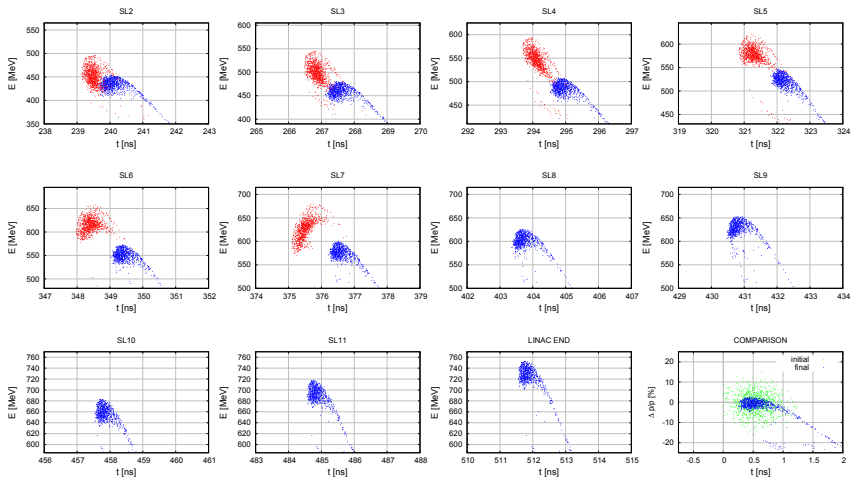 SL2 SL3 SL4 SL5
E [MeV] 550 500 450 400 350
238 239 240 241 242 243
t [ns]
E [MeV] 600 550 500 450 400
265 266 267 268 269 270
t [ns]
E [MeV] 600 550 500 450
292 293 294 295 296 297
t [ns]
E [MeV] 600 550 500 450
319 320 321 322 323 324
t [ns]
SL6 SL7 SL8 SL9
E [MeV] 650 600 550 500
347 348 349 350 351 352
t [ns]
E [MeV] 650 600 550 500
374 375 376 377 378 379
t [ns]
E [MeV] 700 650 600 550 500
402 403 404 405 406 407
t [ns]
E [MeV] 700 650 600 550 500
429 430 431 432 433 434
t [ns]
SL10 SL11 LINAC END COMPARISON
E [MeV] 760 740 720 700 680 660 640 620 600
456 457 458 459 460 461
t [ns]
E [MeV] 760 740 720 700 680 660 640 620 600
483 484 485 486 487 488
t [ns]
E [MeV] 760 740 720 700 680 660 640 620 600
510 511 512 513 514 515
t [ns]
Δ p/p [%] 20 10 0 -10 -20
initial
final
-0.5 0 0.5 1 1.5 2
t [ns]